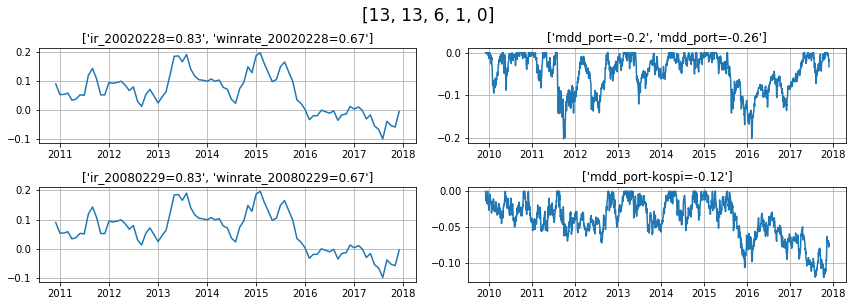 [13, 13, 6, 1, 0]
['ir_20020228=0.83', 'winrate_20020228=0.67']
0.2
0.1
0.0
−0.1
2011 2012 2013 2014 2015 2016 2017 2018
['mdd_port=-0.2', 'mdd_port=-0.26']
0.0
−0.1
−0.2
2010 2011 2012 2013 2014 2015 2016 2017 2018
['ir_20080229=0.83', 'winrate_20080229=0.67']
0.2
0.1
0.0
−0.1
2011 2012 2013 2014 2015 2016 2017 2018
['mdd_port-kospi=-0.12']
0.00
−0.05
−0.10
2010 2011 2012 2013 2014 2015 2016 2017 2018